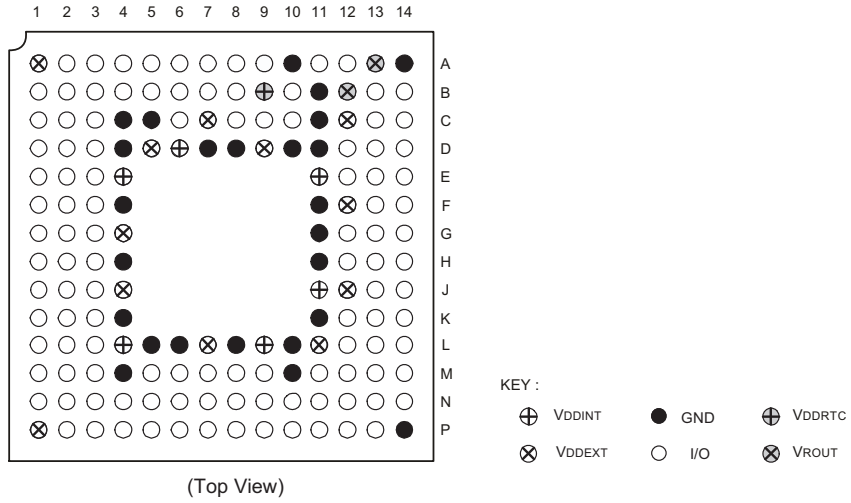 1 2 3 4 5 6 7 8 9 10 11 12 13 14
A
B
C
D
E
F
G
H
J
K
L
M
N
P
(Top View)
KEY :
VDDINT GND VDDRTC
VDDEXT I/O VROUT